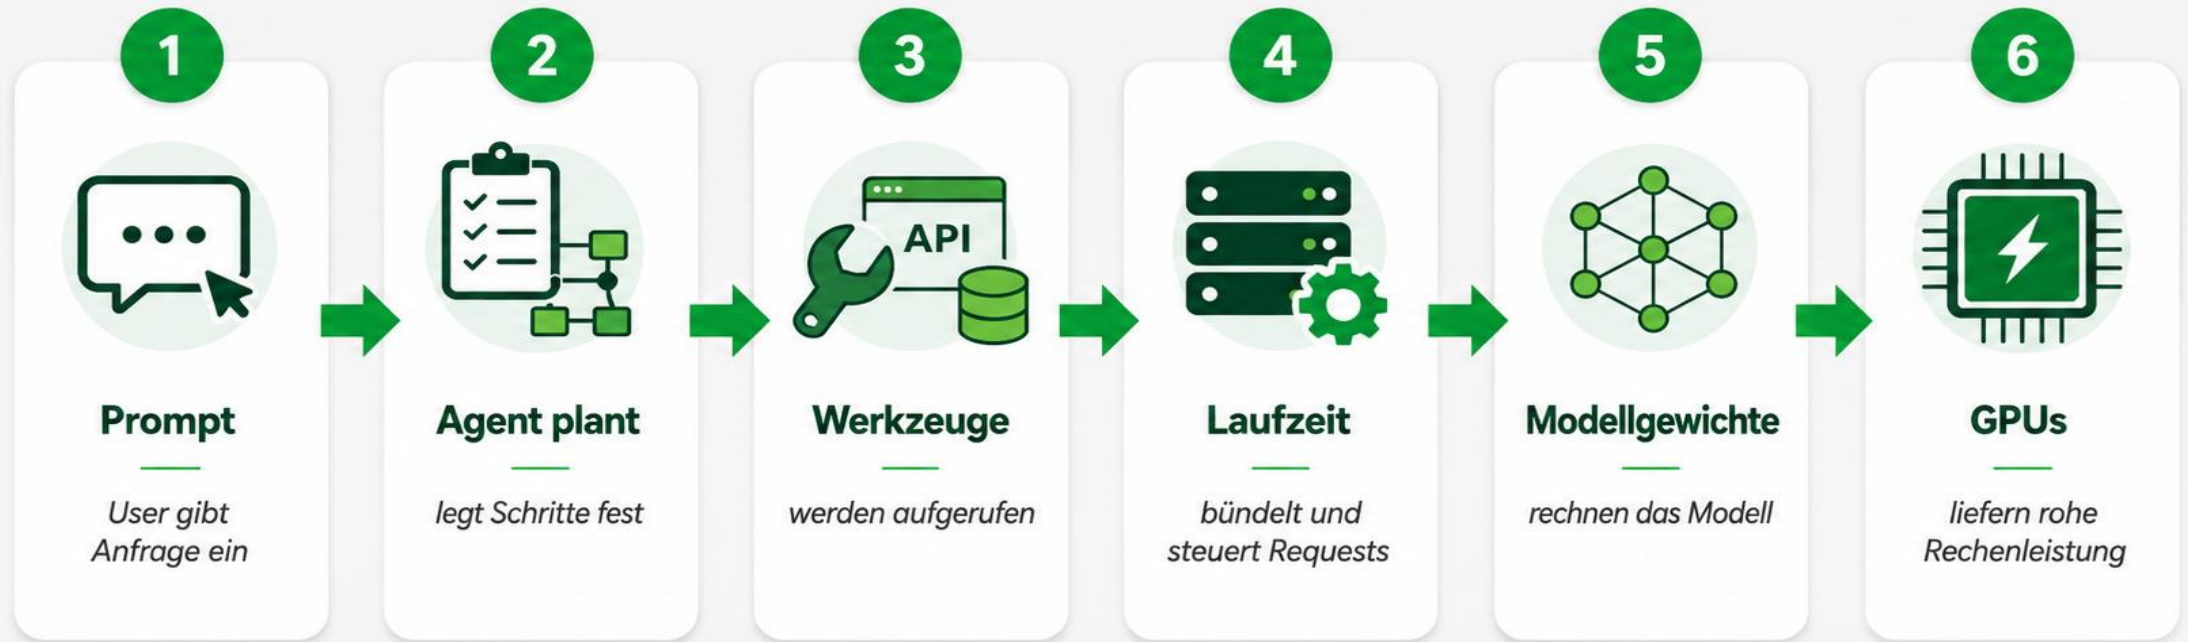 1
2
3
4
5
6
API
Prompt
User gibt
Anfrage ein
Agent plant
legt Schritte fest
Werkzeuge
werden aufgerufen
Laufzeit
bündelt und
steuert Requests
Modellgewichte
rechnen das Modell
GPUs
liefern rohe
Rechenleistung